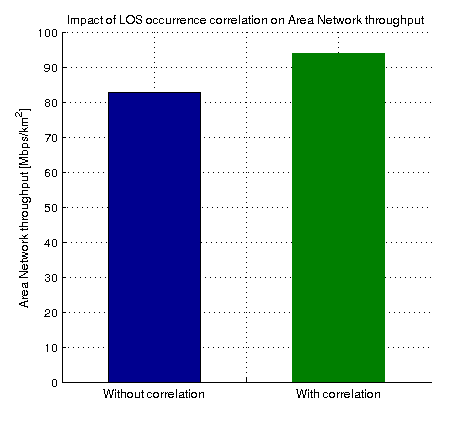 Impact of LOS occurrence correlation on Area Network throughput
100
90
80
70
60
50
40
30
20
10
0
Area Network throughput [Mbps/km²]
Without correlation
With correlation